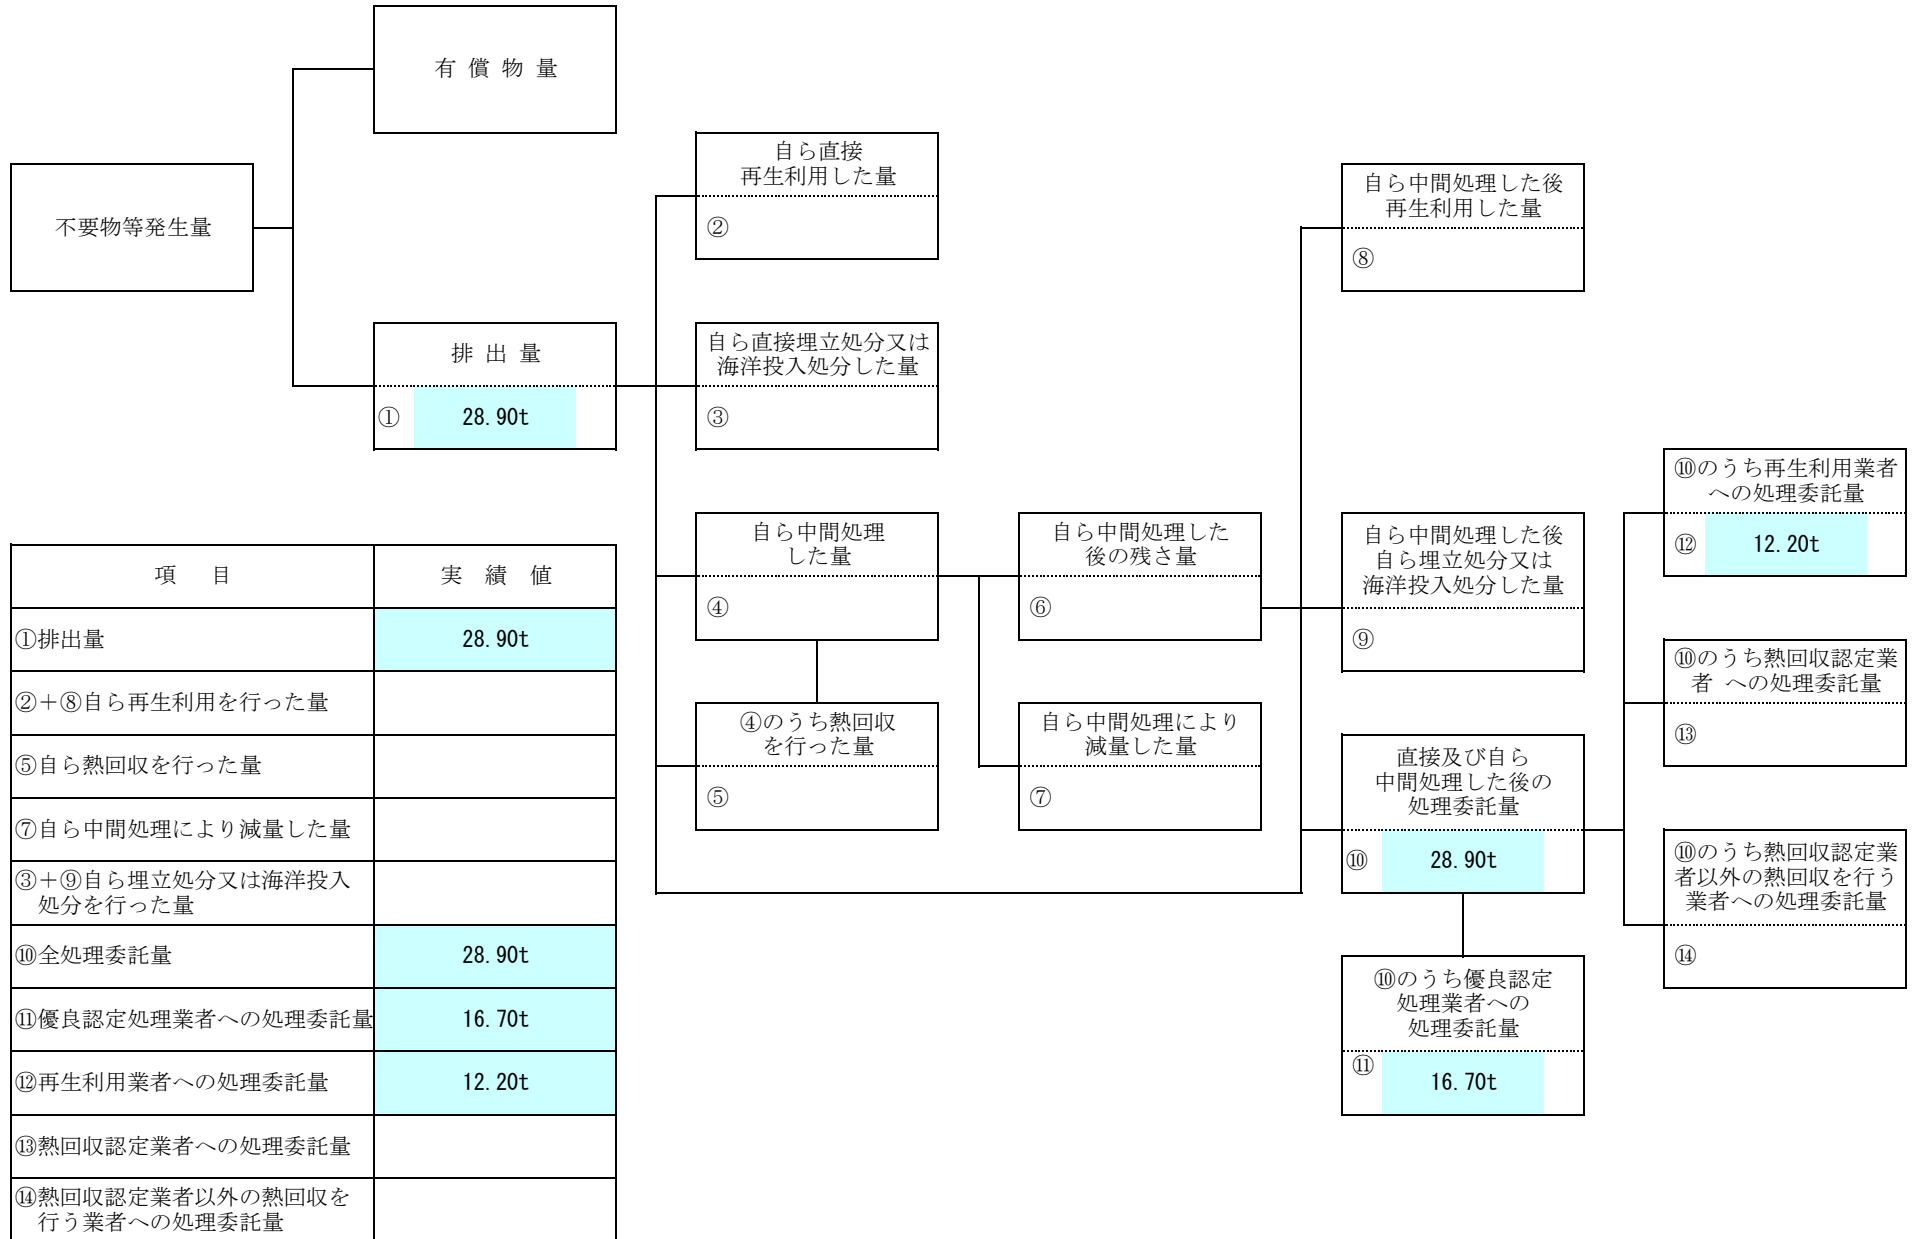 有 償 物 量
不要物等発生量
排 出 量
① 28.90t
自ら直接
再生利用した量
②
自ら直接埋立処分又は
海洋投入処分した量
③
自ら中間処理
した量
④
④のうち熱回収
を行った量
⑤
自ら中間処理した
後の残さ量
⑥
自ら中間処理により
減量した量
⑦
自ら中間処理した後
再生利用した量
⑧
自ら中間処理した後
自ら埋立処分又は
海洋投入処分した量
⑨
直接及び自ら
中間処理した後の
処理委託量
⑩ 28.90t
⑩のうち優良認定
処理業者への
処理委託量
⑪ 16.70t
⑩のうち再生利用業者
への処理委託量
⑫ 12.20t
⑩のうち熱回収認定業
者 への処理委託量
⑬
⑩のうち熱回収認定業
者以外の熱回収を行う
業者への処理委託量
⑭
項 目 実 績 値
①排出量 28.90t
②＋⑧自ら再生利用を行った量
⑤自ら熱回収を行った量
⑦自ら中間処理により減量した量
③＋⑨自ら埋立処分又は海洋投入
処分を行った量
⑩全処理委託量 28.90t
⑪優良認定処理業者への処理委託量 16.70t
⑫再生利用業者への処理委託量 12.20t
⑬熱回収認定業者への処理委託量
⑭熱回収認定業者以外の熱回収を
行う業者への処理委託量